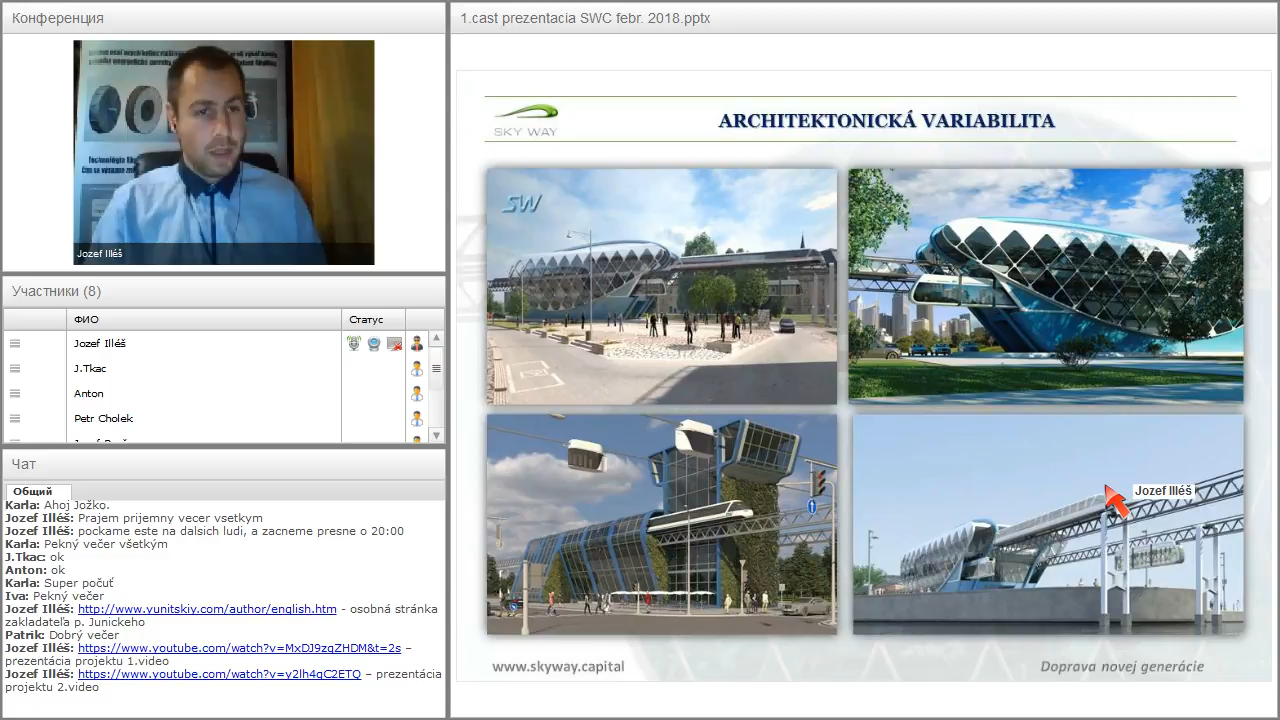 Конференция
Jozef Illéš
Участники (8)
ФИО
Статус
Jozef Illéš
J.Tkac
Anton
Petr Cholek
Чат
Общий
Karla: Ahoj Jožko.
Jozef Illéš: Prajem prijemny vecer vsetkym
Jozef Illéš: pockame este na dalsich ludi, a zacneme presne o 20:00
Karla: Pekný večer všetkým
J.Tkac: ok
Anton: ok
Karla: Super počuť
Iva: Pekný večer
Jozef Illéš: http://www.yunitskiy.com/author/english.htm - osobná stránka
zakladateľa p. Junickeho
Patrik: Dobrý večer
Jozef Illéš: https://www.youtube.com/watch?v=MxDJ9zqZHDM&t=2s –
prezentácia projektu 1.video
Jozef Illéš: https://www.youtube.com/watch?v=y2lh4qC2ETQ – prezentácia
projektu 2.video
1.cast prezentacia SWC febr. 2018.pptx
SKY WAY
ARCHITEKTONICKÁ VARIABILITA
SW
Jozef Illéš
www.skyway.capital
Doprava novej generácie